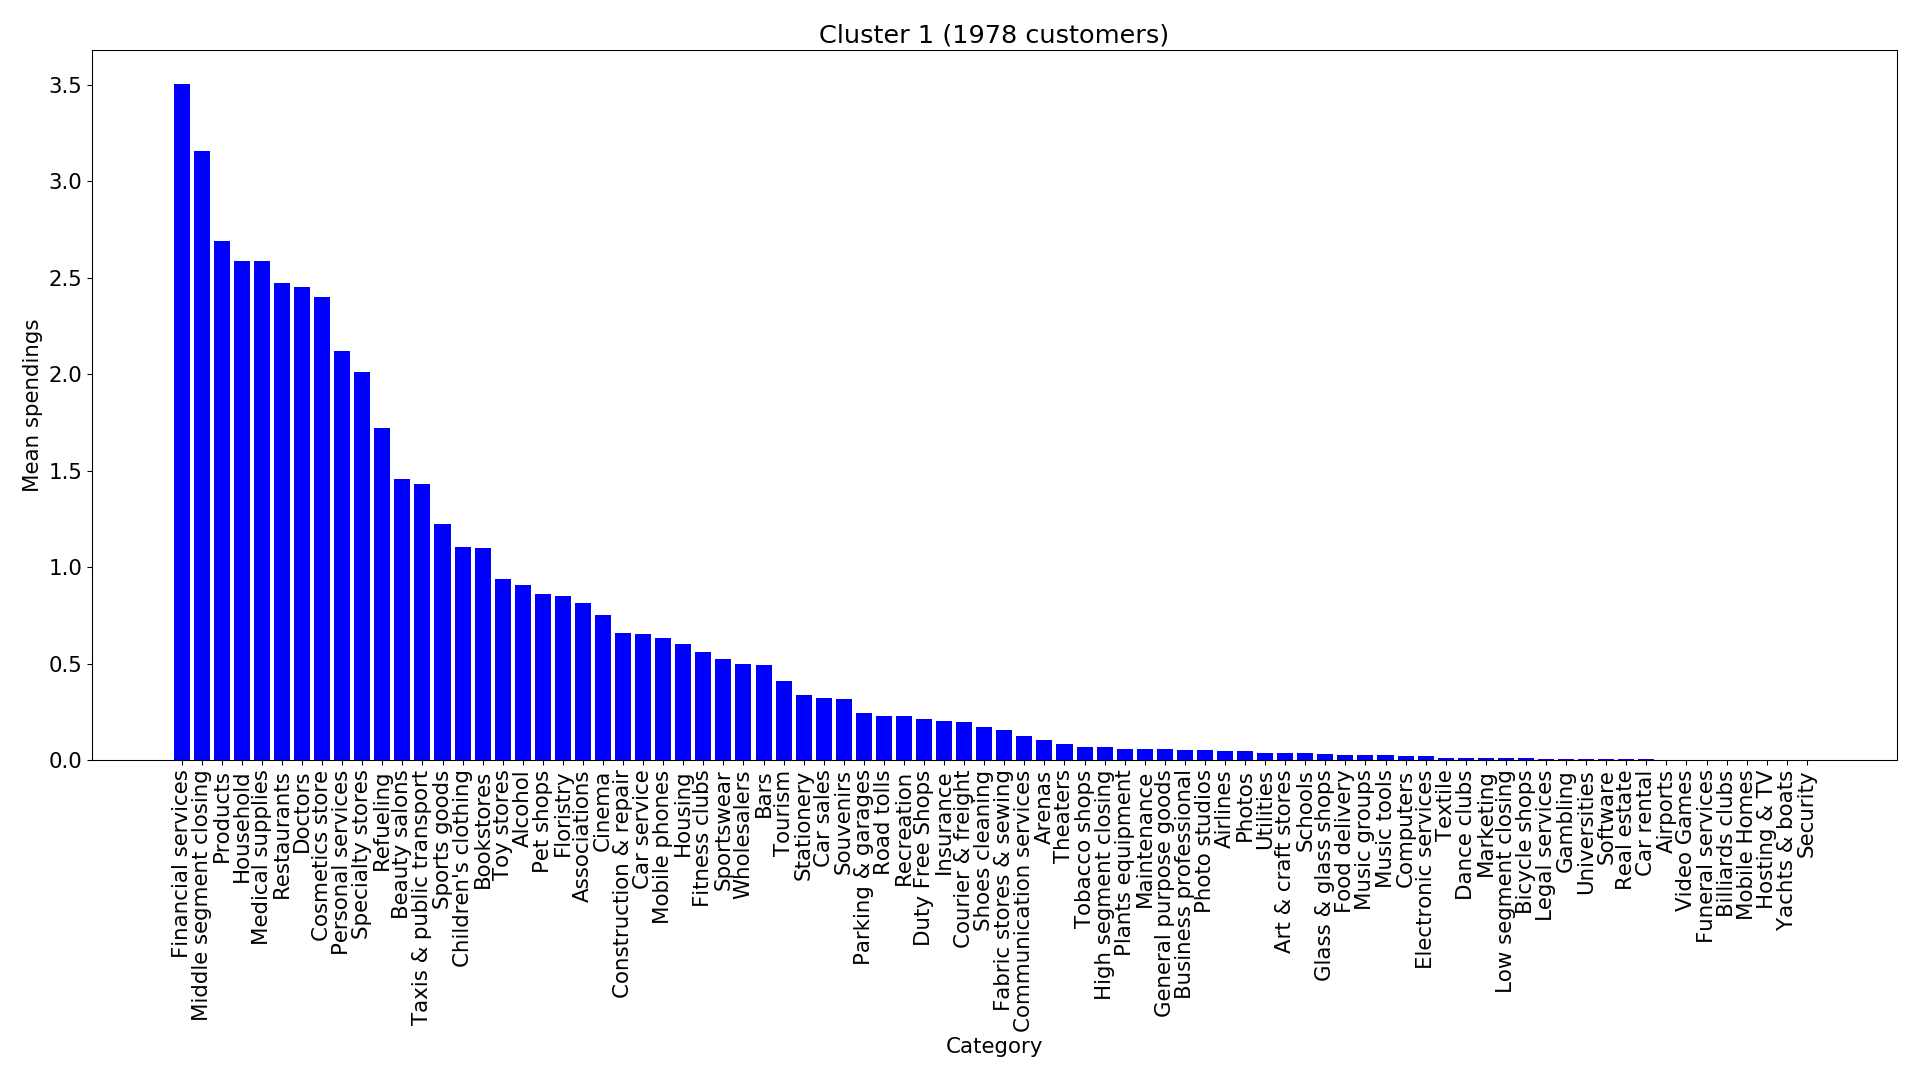 Cluster 1 (1978 customers)
Mean spendings
3.5
3.0
2.5
2.0
1.5
1.0
0.5
0.0
Financial services
Middle segment closing
Products
Household
Medical supplies
Restaurants
Doctors
Cosmetics store
Personal services
Specialty stores
Refueling
Beauty salons
Taxis & public transport
Sports goods
Children's clothing
Bookstores
Toy stores
Alcohol
Pet shops
Floristry
Associations
Cinema
Construction & repair
Car service
Mobile phones
Housing
Fitness clubs
Sportswear
Wholesalers
Bars
Tourism
Stationery
Car sales
Souvenirs
Parking & garages
Road tolls
Recreation
Duty Free Shops
Insurance
Courier & freight
Shoes cleaning
Fabric stores & sewing
Communication services
Arenas
Theaters
Tobacco shops
High segment closing
Plants equipment
Maintenance
General purpose goods
Business professional
Photo studios
Airlines
Photos
Utilities
Art & craft stores
Schools
Glass & glass shops
Food delivery
Music groups
Music tools
Computers
Electronic services
Textile
Dance clubs
Marketing
Low segment closing
Bicycle shops
Legal services
Gambling
Universities
Software
Real estate
Car rental
Airports
Video Games
Funeral services
Billiards clubs
Mobile Homes
Hosting & TV
Yachts & boats
Security
Category